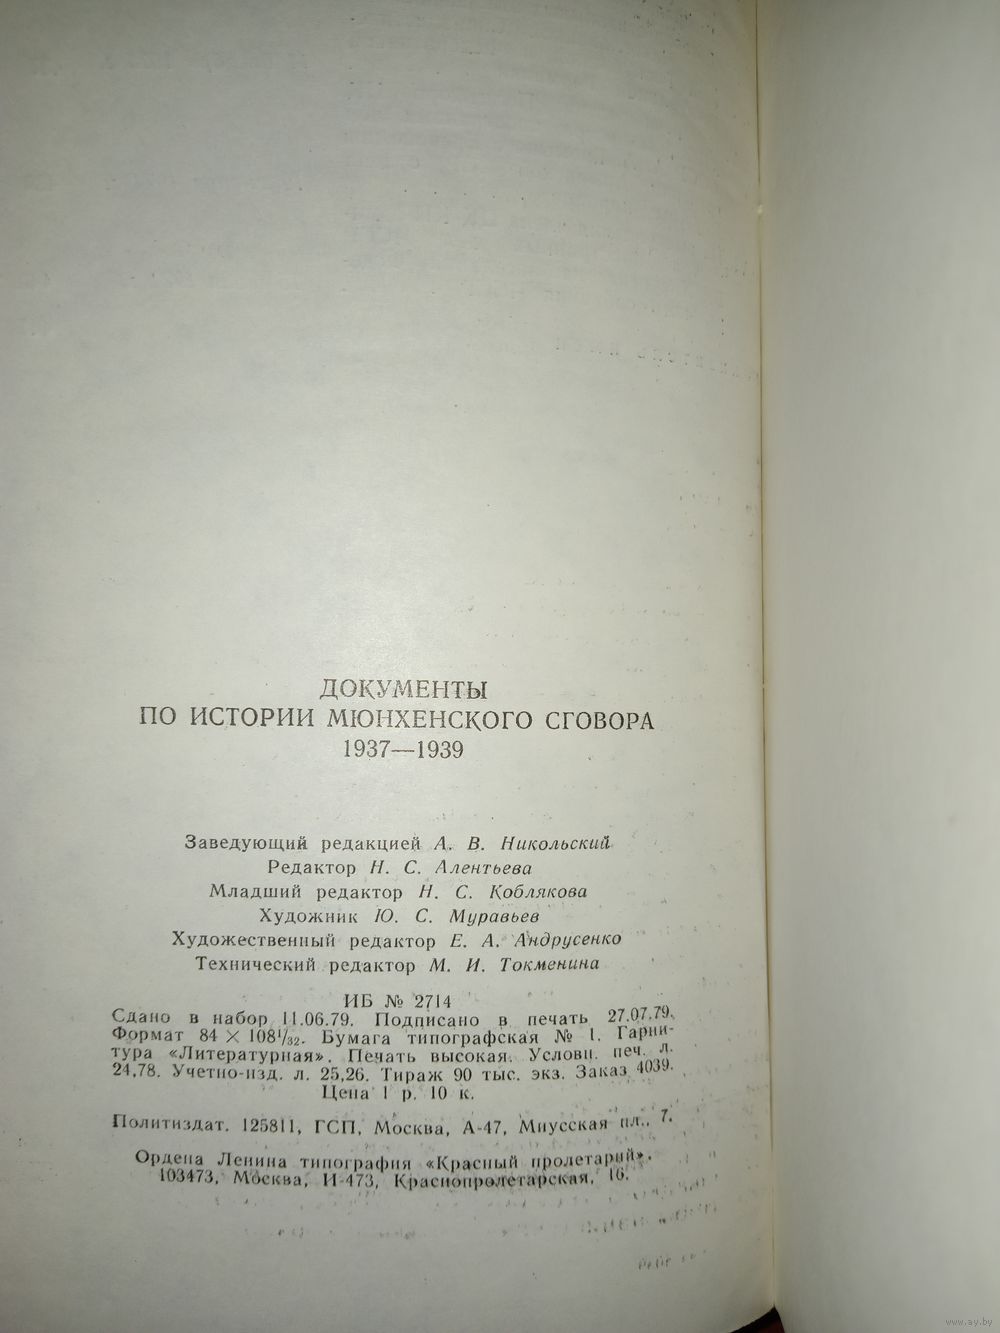 ДОКУМЕНТЫ
ПО ИСТОРИИ МЮНХЕНСКОГО СГОВОРА
1937—1939
Заведующий редакцией А. В. Никольский
Редактор Н. С. Алентьева
Младший редактор Н. С. Коблякова
Художник Ю. С. Муравьев
Художественный редактор Е. А. Андрусенко
Технический редактор М. И. Токменина
ИБ № 2714
Сдано в набор 11.06.79. Подписано в печать 27.07.79.
Формат 84 × 108¹/₃₂. Бумага типографская № 1. Гарни-
тура «Литературная». Печать высокая. Условн. печ. л.
24,78. Учетно-изд. л. 25,26. Тираж 90 тыс. экз. Заказ 4039.
Цена 1 р. 10 к.
Политиздат. 125811, ГСП, Москва, А-47, Миусская пл., 7.
Ордена Ленина типография «Красный пролетарий».
103473, Москва, И-473, Краснопролетарская, 16.
www.ay.by